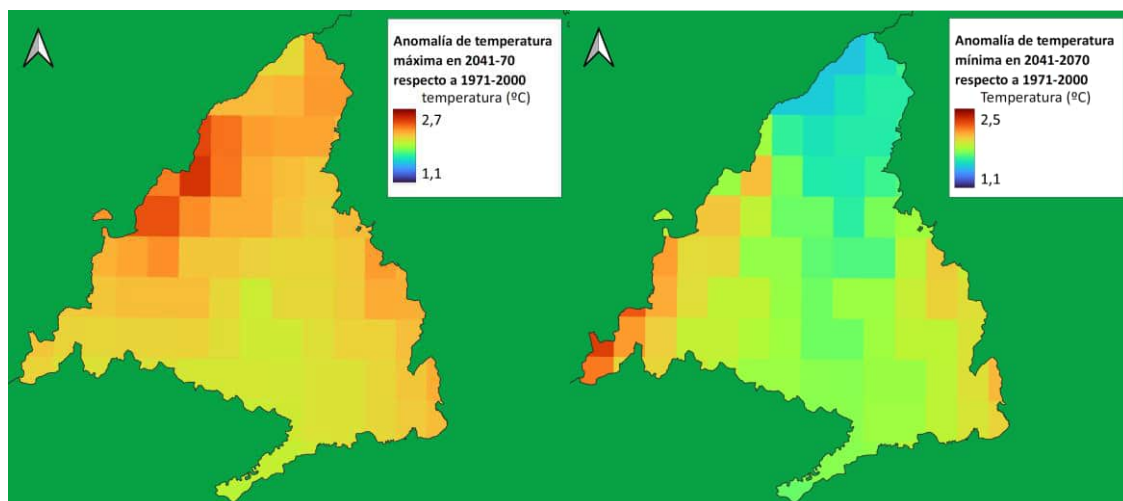 Anomalía de temperatura
máxima en 2041-70
respecto a 1971-2000
temperatura (ºC)
2,7
1,1
Anomalía de temperatura
mínima en 2041-2070
respecto a 1971-2000
Temperatura (ºC)
2,5
1,1